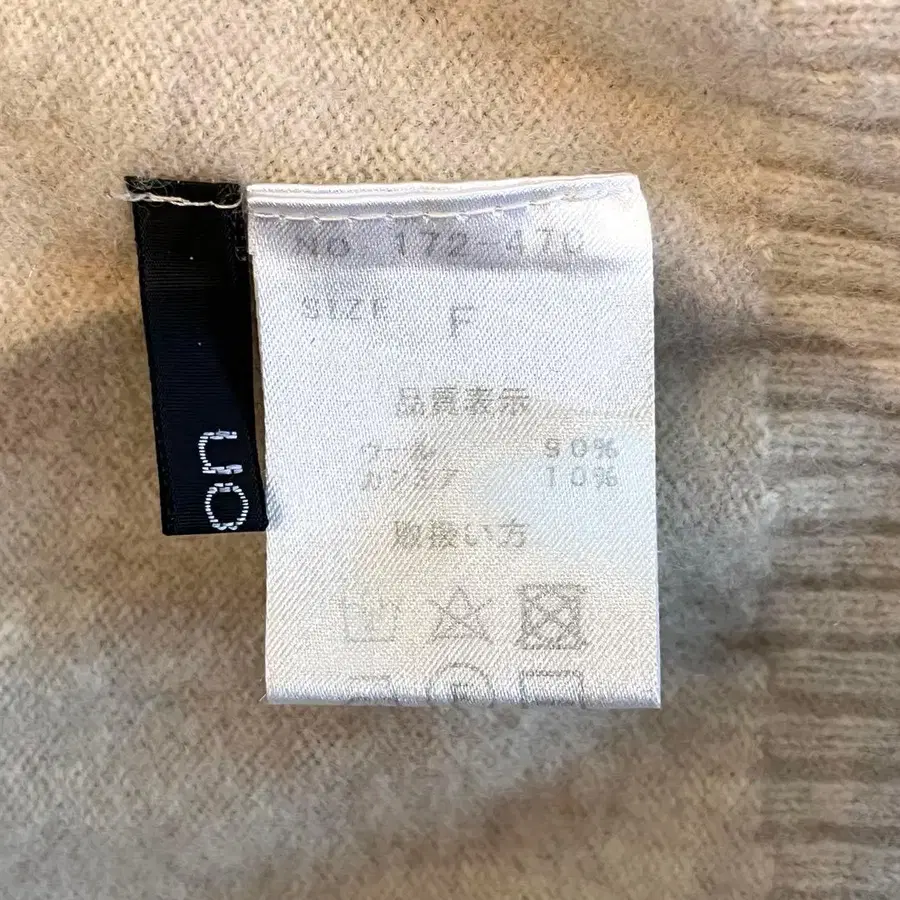 No. 172-470
SIZE F
品質表示
ウール 90%
カシミア 10%
取扱い方